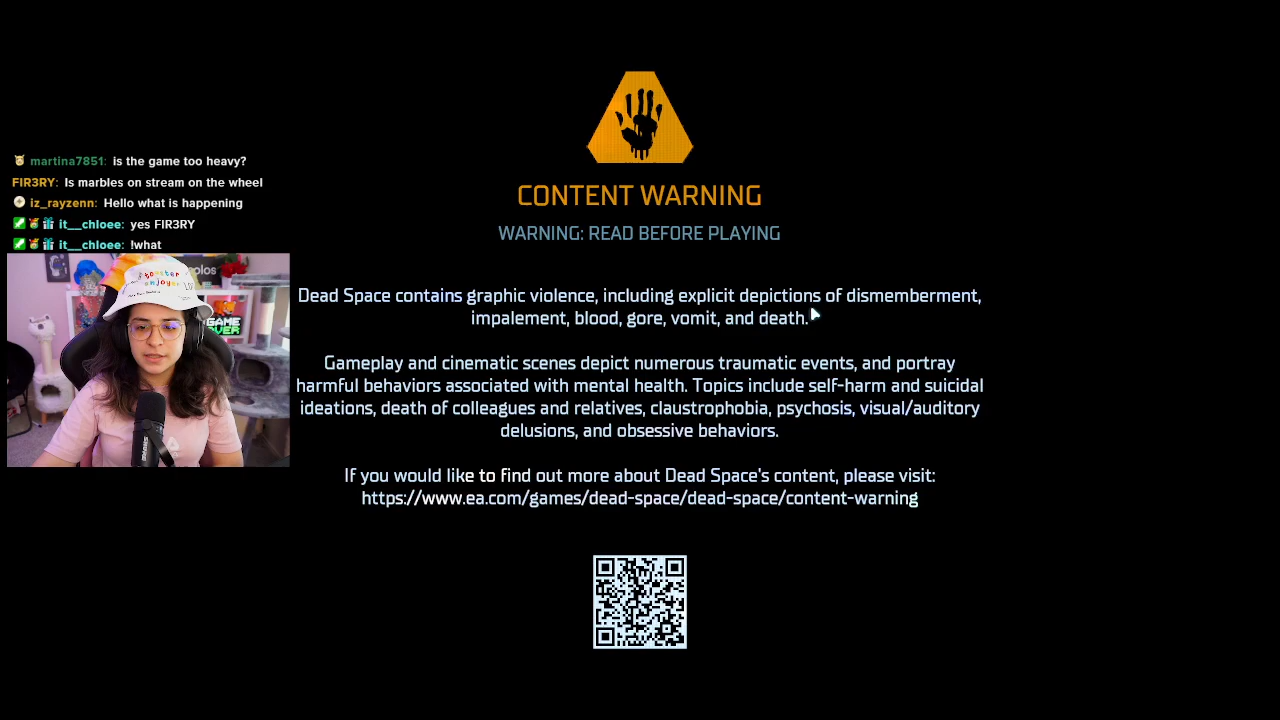 martina7851: is the game too heavy?
FIR3RY: Is marbles on stream on the wheel
iz_rayzenn: Hello what is happening
it__chloee: yes FIR3RY
it__chloee: !what
toaster
enjoyer
GAME
OVER
CONTENT WARNING
WARNING: READ BEFORE PLAYING
Dead Space contains graphic violence, including explicit depictions of dismemberment,
impalement, blood, gore, vomit, and death.
Gameplay and cinematic scenes depict numerous traumatic events, and portray
harmful behaviors associated with mental health. Topics include self-harm and suicidal
ideations, death of colleagues and relatives, claustrophobia, psychosis, visual/auditory
delusions, and obsessive behaviors.
If you would like to find out more about Dead Space's content, please visit:
https://www.ea.com/games/dead-space/dead-space/content-warning